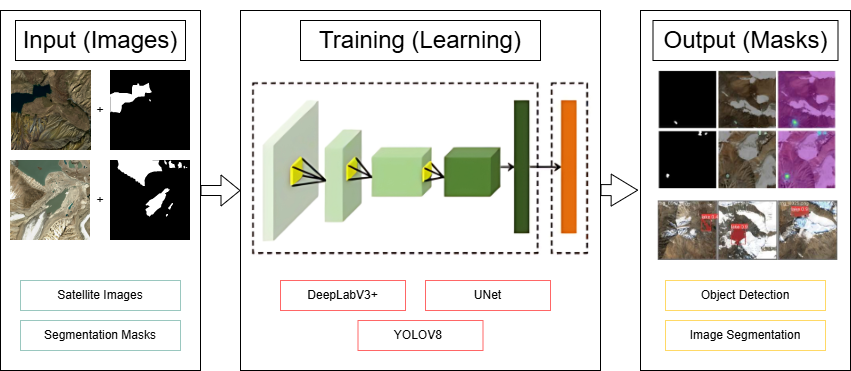 Input (Images)
Training (Learning)
Output (Masks)
+
+
Satellite Images
Segmentation Masks
DeepLabV3+
UNet
YOLOV8
Object Detection
Image Segmentation